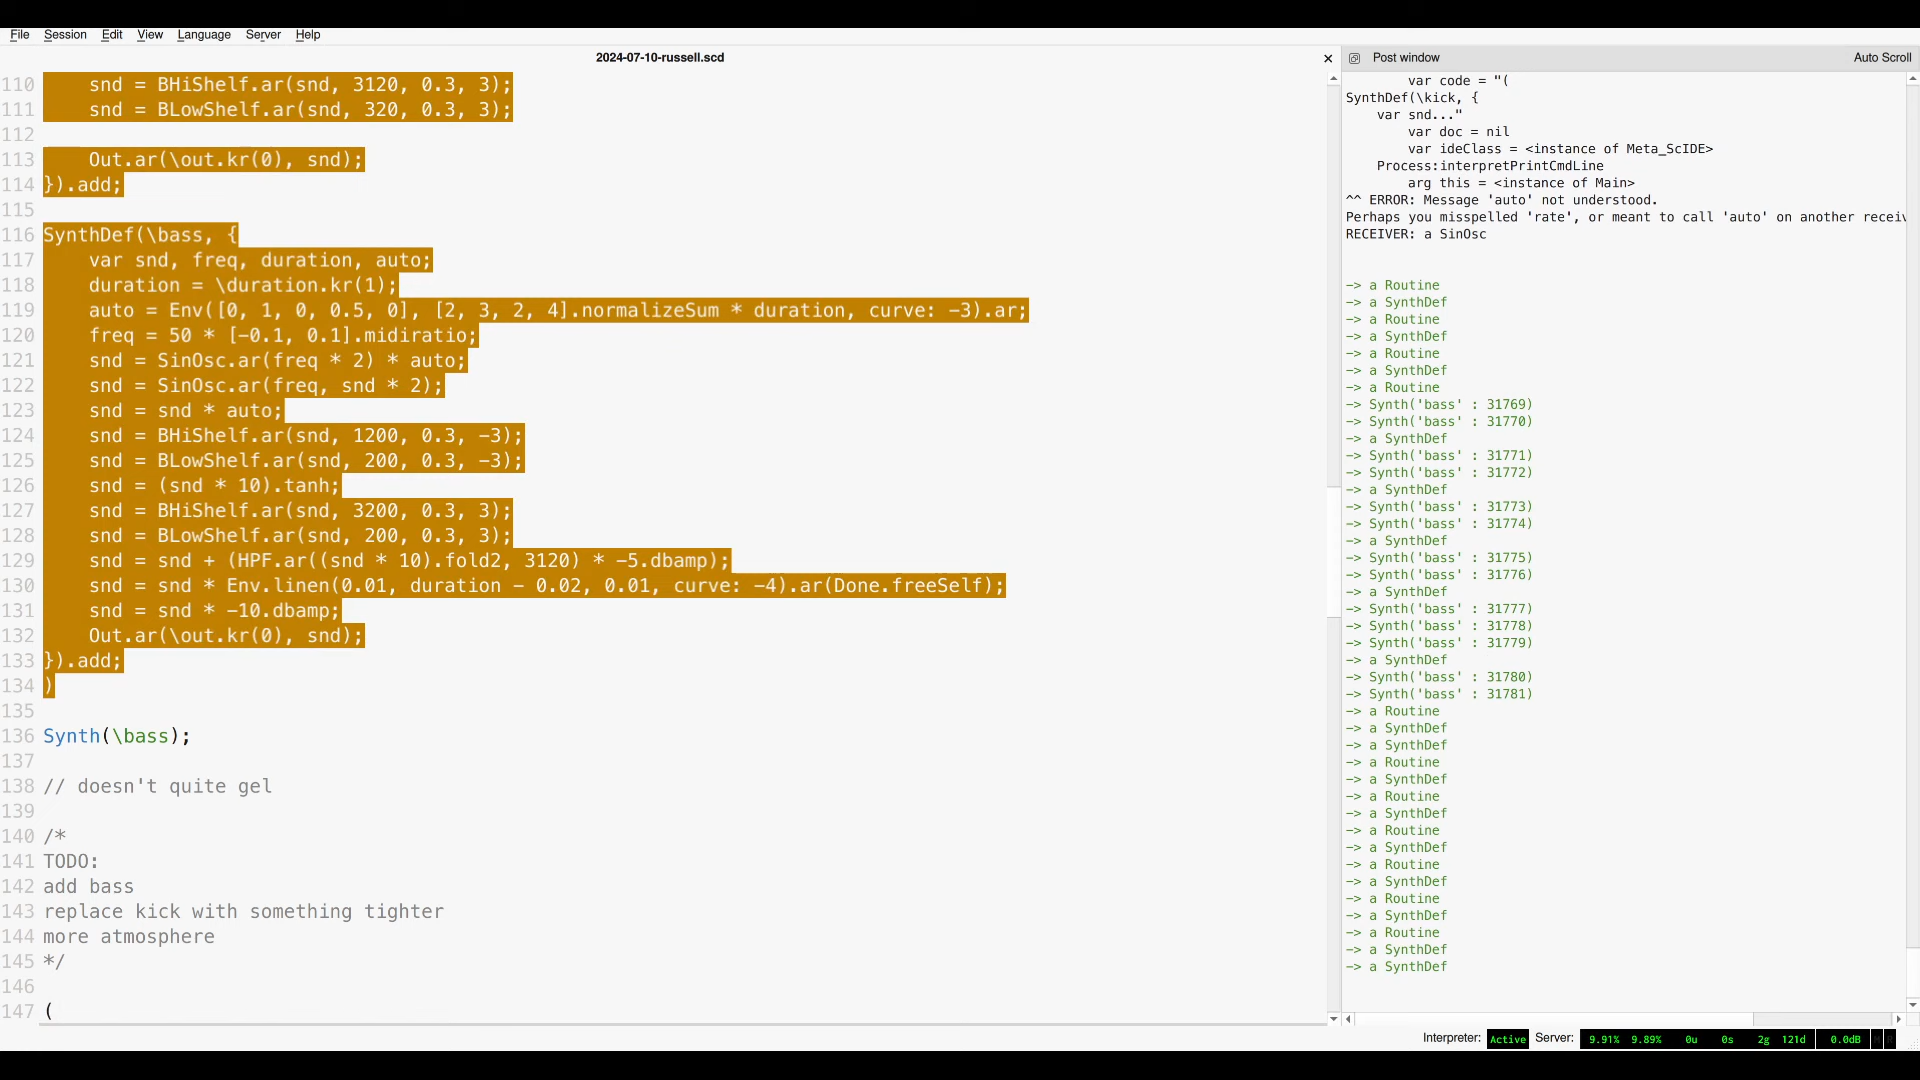 File Session Edit View Language Server Help
2024-07-10-russell.scd
110 snd = BHiShelf.ar(snd, 3120, 0.3, 3);
111 snd = BLowShelf.ar(snd, 320, 0.3, 3);
112
113 Out.ar(\out.kr(0), snd);
114 }).add;
115
116 SynthDef(\bass, {
117 var snd, freq, duration, auto;
118 duration = \duration.kr(1);
119 auto = Env([0, 1, 0, 0.5, 0], [2, 3, 2, 4].normalizeSum * duration, curve: -3).ar;
120 freq = 50 * [-0.1, 0.1].midiratio;
121 snd = SinOsc.ar(freq * 2) * auto;
122 snd = SinOsc.ar(freq, snd * 2);
123 snd = snd * auto;
124 snd = BHiShelf.ar(snd, 1200, 0.3, -3);
125 snd = BLowShelf.ar(snd, 200, 0.3, -3);
126 snd = (snd * 10).tanh;
127 snd = BHiShelf.ar(snd, 3200, 0.3, 3);
128 snd = BLowShelf.ar(snd, 200, 0.3, 3);
129 snd = snd + (HPF.ar((snd * 10).fold2, 3120) * -5.dbamp);
130 snd = snd * Env.linen(0.01, duration - 0.02, 0.01, curve: -4).ar(Done.freeSelf);
131 snd = snd * -10.dbamp;
132 Out.ar(\out.kr(0), snd);
133 }).add;
134 )
135
136 Synth(\bass);
137
138 // doesn't quite gel
139
140 /*
141 TODO:
142 add bass
143 replace kick with something tighter
144 more atmosphere
145 */
146
147 (
Post window Auto Scroll
var code = "(
SynthDef(\kick, {
var snd..."
var doc = nil
var ideClass = <instance of Meta_ScIDE>
Process:interpretPrintCmdLine
arg this = <instance of Main>
^^ ERROR: Message 'auto' not understood.
Perhaps you misspelled 'rate', or meant to call 'auto' on another
RECEIVER: a SinOsc
-> a Routine
-> a SynthDef
-> a Routine
-> a SynthDef
-> a Routine
-> a SynthDef
-> a Routine
-> Synth('bass' : 31769)
-> Synth('bass' : 31770)
-> a SynthDef
-> Synth('bass' : 31771)
-> Synth('bass' : 31772)
-> a SynthDef
-> Synth('bass' : 31773)
-> Synth('bass' : 31774)
-> a SynthDef
-> Synth('bass' : 31775)
-> Synth('bass' : 31776)
-> a SynthDef
-> Synth('bass' : 31777)
-> Synth('bass' : 31778)
-> Synth('bass' : 31779)
-> a SynthDef
-> Synth('bass' : 31780)
-> Synth('bass' : 31781)
-> a Routine
-> a SynthDef
-> a SynthDef
-> a Routine
-> a SynthDef
-> a Routine
-> a SynthDef
-> a Routine
-> a SynthDef
-> a Routine
-> a SynthDef
-> a Routine
-> a SynthDef
-> a Routine
-> a SynthDef
-> a SynthDef
Interpreter: Active Server: 9.91% 9.89% 0u 0s 2g 121d 0.0dB